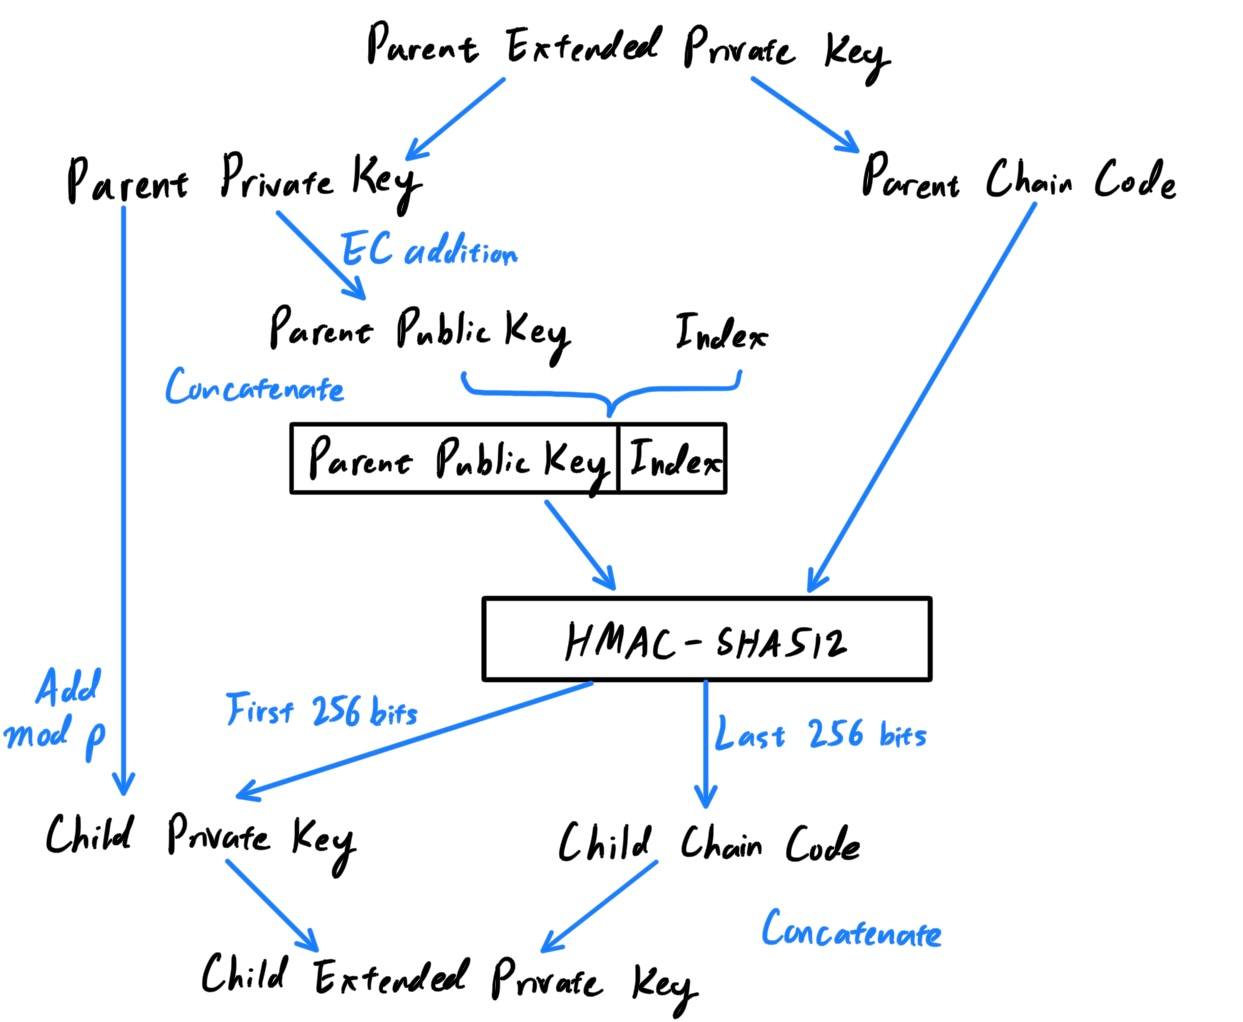 Parent Extended Private Key
Parent Private Key
Parent Chain Code
EC addition
Parent Public Key
Index
Concatenate
Parent Public Key
Index
HMAC-SHA512
Add
mod p
First 256 bits
Last 256 bits
Child Private Key
Child Chain Code
Concatenate
Child Extended Private Key